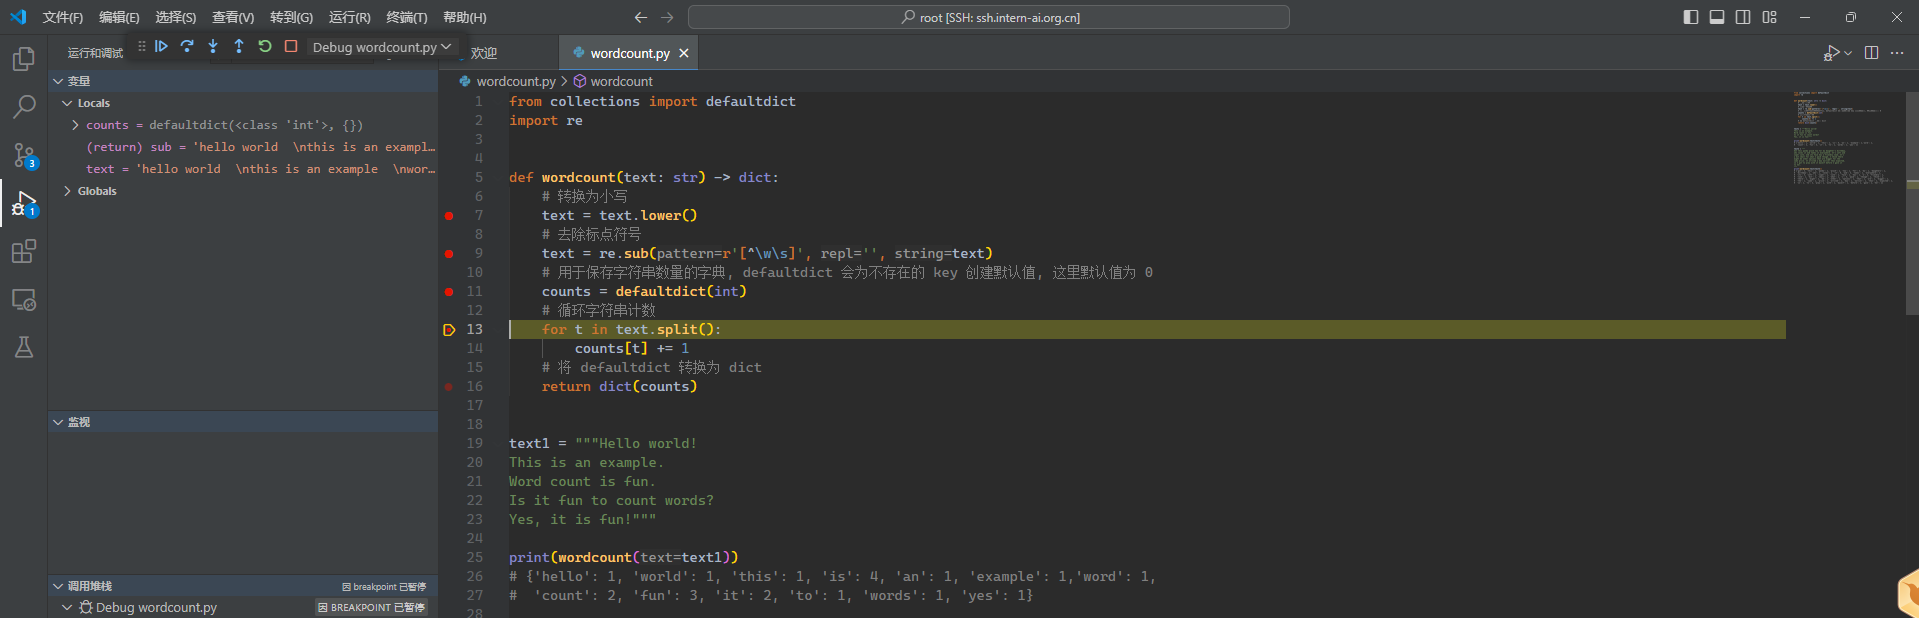 文件(F) 编辑(E) 选择(S) 查看(V) 转到(G) 运行(R) 终端(T) 帮助(H)
root [SSH: ssh.intern-ai.org.cn]
运行和调试
Debug wordcount.py
欢迎
wordcount.py
变量
Locals
counts = defaultdict(<class 'int'>, {})
(return) sub = 'hello world  \nthis is an exampl…
text = 'hello world  \nthis is an example  \nwor…
Globals
3
1
监视
调用堆栈
因 breakpoint 已暂停
Debug wordcount.py
因 BREAKPOINT 已暂停
wordcount.py > wordcount
1 from collections import defaultdict
2 import re
3
4
5 def wordcount(text: str) -> dict:
6     # 转换为小写
7     text = text.lower()
8     # 去除标点符号
9     text = re.sub(pattern=r'[^\w\s]', repl='', string=text)
10     # 用于保存字符串数量的字典, defaultdict 会为不存在的 key 创建默认值, 这里默认值为 0
11     counts = defaultdict(int)
12     # 循环字符串计数
13     for t in text.split():
14         counts[t] += 1
15     # 将 defaultdict 转换为 dict
16     return dict(counts)
17
18
19 text1 = """Hello world!
20 This is an example.
21 Word count is fun.
22 Is it fun to count words?
23 Yes, it is fun!"""
24
25 print(wordcount(text=text1))
26 # {'hello': 1, 'world': 1, 'this': 1, 'is': 4, 'an': 1, 'example': 1,'word': 1,
27 #  'count': 2, 'fun': 3, 'it': 2, 'to': 1, 'words': 1, 'yes': 1}
28